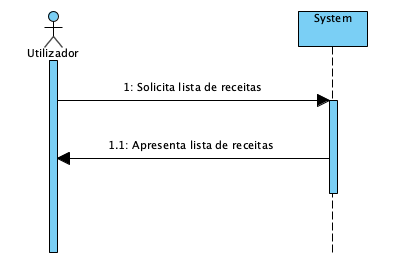 System
Utilizador
1: Solicita lista de receitas
1.1: Apresenta lista de receitas